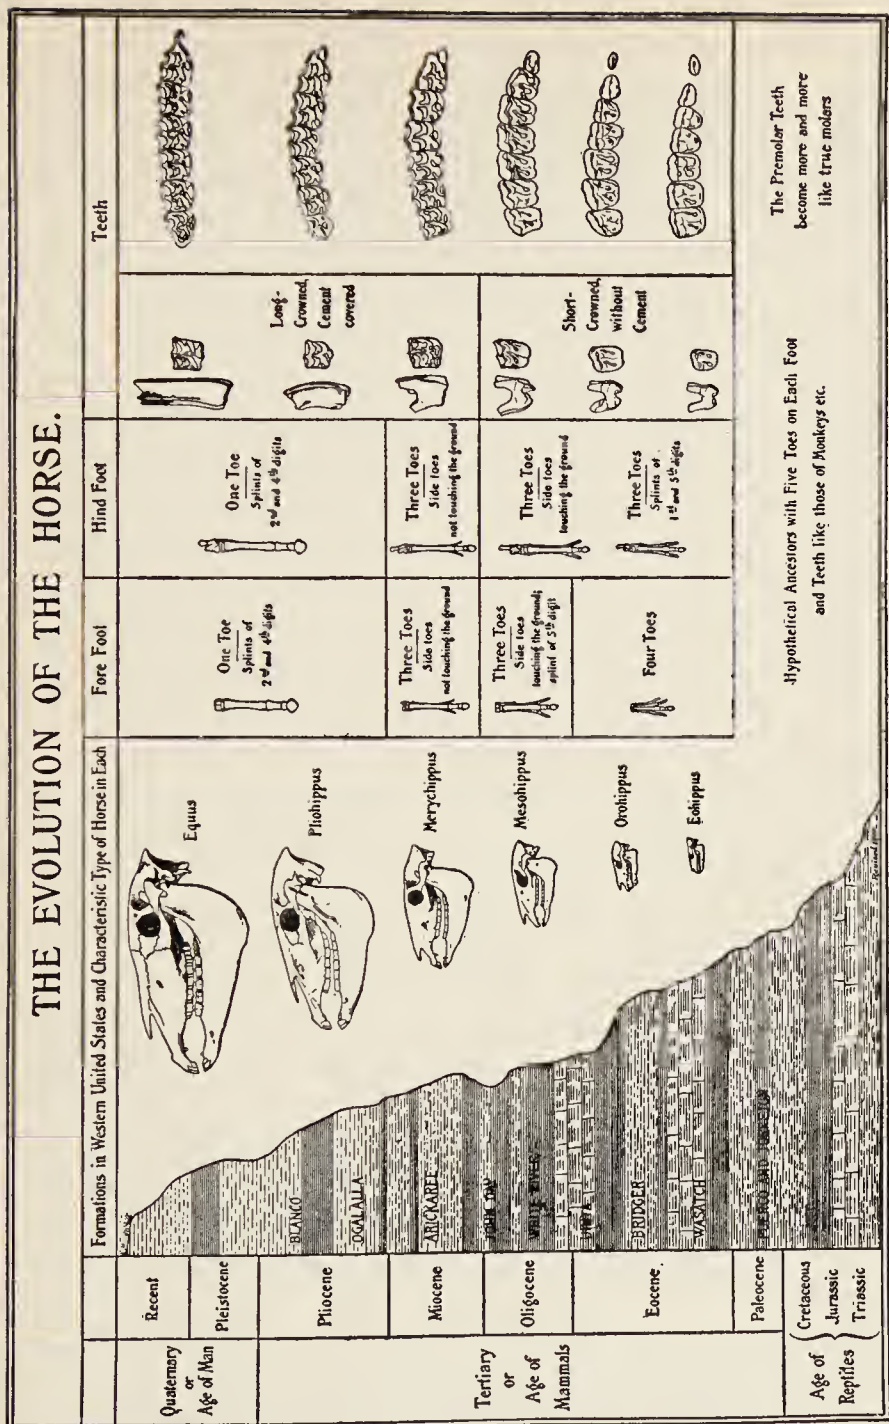 THE EVOLUTION OF THE HORSE.
Formations in Western United States and Characteristic Type of Horse in Each
Fore Foot
Hind Foot
Teeth
Quaternary
or
Age of Man
Recent
Pleistocene
Equus
One Toe
Splints of
2nd and 4th digits
One Toe
Splints of
2nd and 4th digits
Long-
Crowned,
Cement
covered
Tertiary
or
Age of
Mammals
Pliocene
BLANCO
OGALALLA
Pliohippus
Miocene
ARICKAREE
Merychippus
Three Toes
Side toes
not touching the ground
Three Toes
Side toes
not touching the ground
Oligocene
JOHN DAY
WHITE RIVER
Mesohippus
Three Toes
Side toes
touching the ground;
splint of 5th digit
Three Toes
Side toes
touching the ground
Short-
Crowned,
without
Cement
Eocene.
UINTA
BRIDGER
WASATCH
Orohippus
Eohippus
Four Toes
Three Toes
Splints of
1st and 5th digits
Paleocene
PUERCO AND TORREJON
Age of
Reptiles
Cretaceous
Jurassic
Triassic
Hypothetical Ancestors with Five Toes on Each Foot
and Teeth like those of Monkeys etc.
The Premolar Teeth
become more and more
like true molars